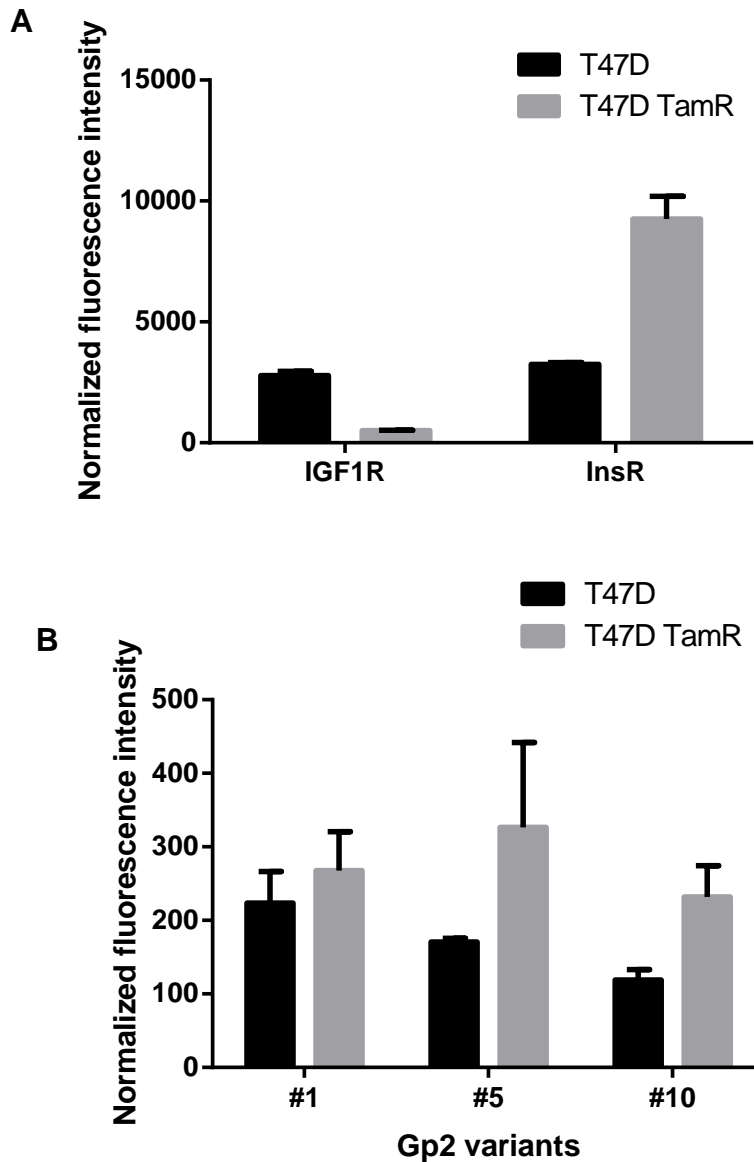 A
T47D
T47D TamR
Normalized fluorescence intensity
15000
10000
5000
0
IGF1R
InsR
B
T47D
T47D TamR
Normalized fluorescence intensity
500
400
300
200
100
0
#1
#5
#10
Gp2 variants